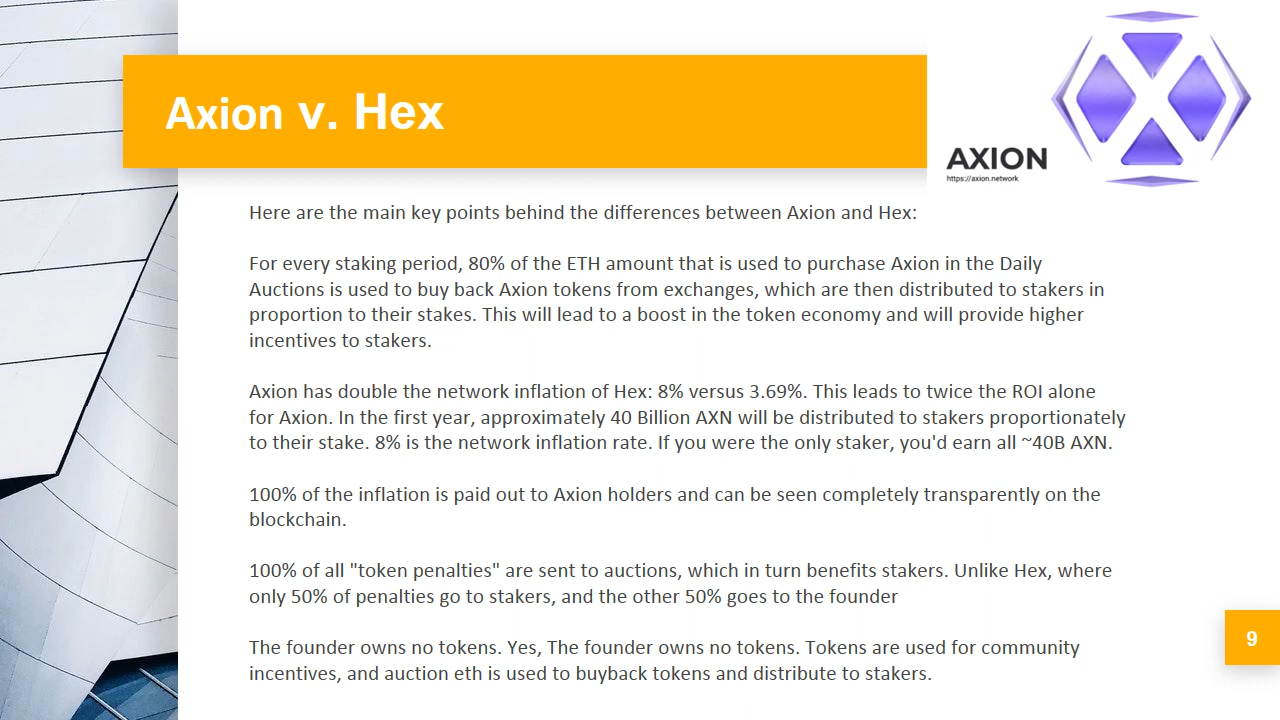 Axion v. Hex
AXION
https://axion.network
Here are the main key points behind the differences between Axion and Hex:
For every staking period, 80% of the ETH amount that is used to purchase Axion in the Daily
Auctions is used to buy back Axion tokens from exchanges, which are then distributed to stakers in
proportion to their stakes. This will lead to a boost in the token economy and will provide higher
incentives to stakers.
Axion has double the network inflation of Hex: 8% versus 3.69%. This leads to twice the ROI alone
for Axion. In the first year, approximately 40 Billion AXN will be distributed to stakers proportionately
to their stake. 8% is the network inflation rate. If you were the only staker, you'd earn all ~40B AXN.
100% of the inflation is paid out to Axion holders and can be seen completely transparently on the
blockchain.
100% of all "token penalties" are sent to auctions, which in turn benefits stakers. Unlike Hex, where
only 50% of penalties go to stakers, and the other 50% goes to the founder
The founder owns no tokens. Yes, The founder owns no tokens. Tokens are used for community
incentives, and auction eth is used to buyback tokens and distribute to stakers.
9